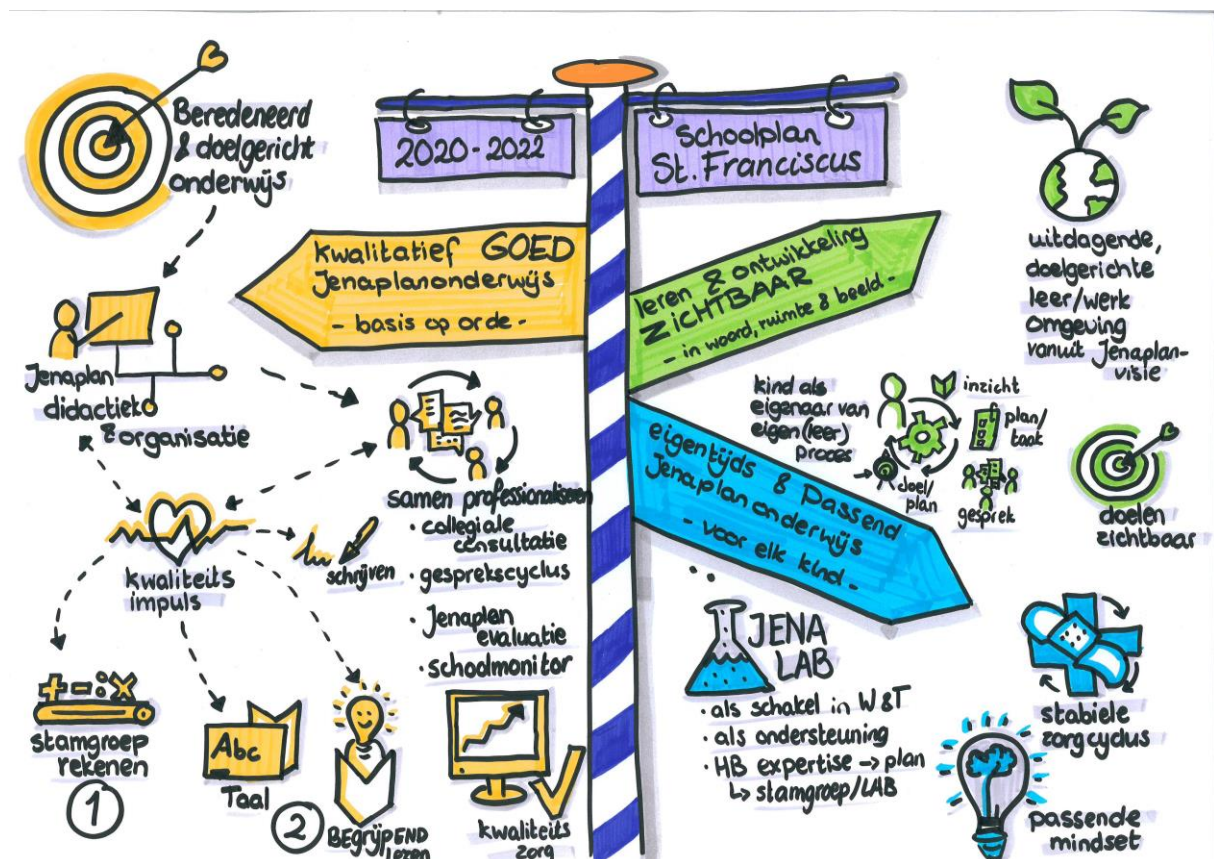 Beredeneerd
& doelgericht
onderwijs
2020-2022
Schoolplan
St. Franciscus
kwalitatief GOED
Jenaplanonderwijs
- basis op orde -
leren & ontwikkeling
ZICHTBAAR
- in woord, ruimte & beeld -
uitdagende,
doelgerichte
leer/werk
omgeving
vanuit Jenaplan-
visie
Jenaplan
didactiek
& organisatie
kind als
eigenaar van
eigen (leer)
proces
inzicht
plan/
taak
gesprek
doel/
plan
doelen
zichtbaar
eigentijds & Passend
Jenaplanonderwijs
- voor elk kind -
samen professionaliseren
· collegiale
consultatie
· gesprekscyclus
· Jenaplan
evaluatie
· schoolmonitor
kwaliteits
impuls
schrijven
+ - : x
stamgroep
rekenen
1
Abc
Taal
2
BEGRIJPEND
lezen
kwaliteits
zorg
JENA
LAB
· als schakel in W&T
· als ondersteuning
· HB expertise → plan
↳ stamgroep/LAB
stabiele
zorgcyclus
passende
mindset